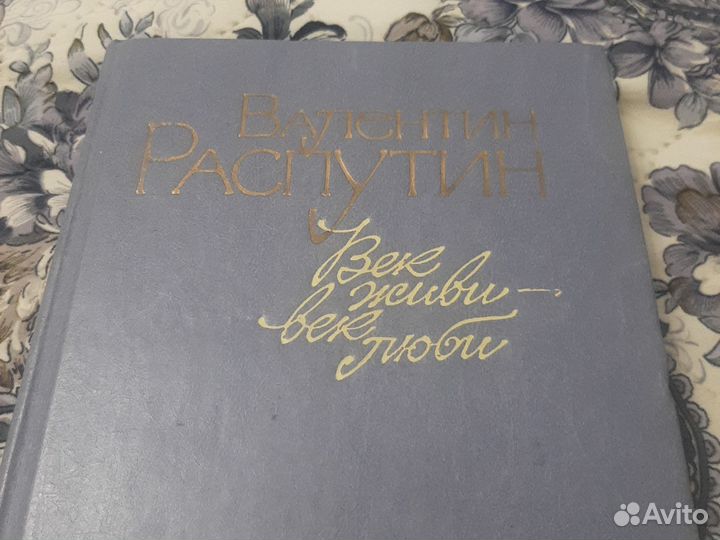 Валентин
Распутин
Век
живи —
век
люби
Avito